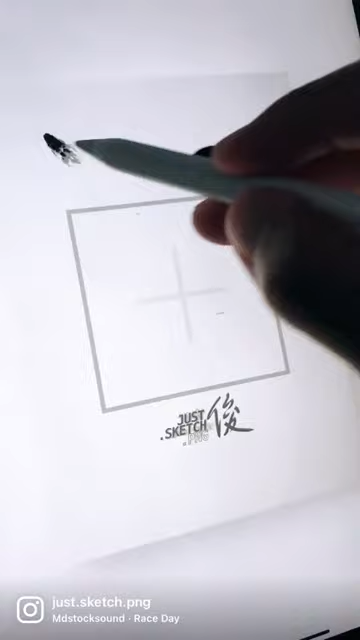 JUST
.SKETCH
.PNG
俊
just.sketch.png
Mdstocksound · Race Day